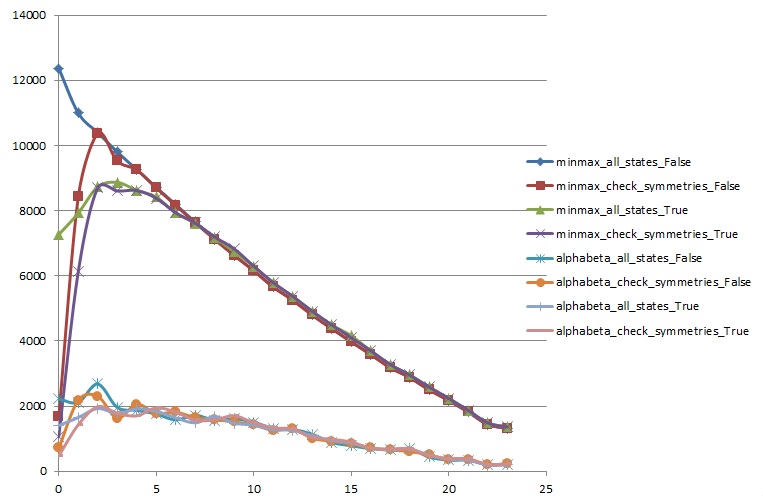 14000
12000
10000
8000
6000
4000
2000
0
0 5 10 15 20 25
minmax_all_states_False
minmax_check_symmetries_False
minmax_all_states_True
minmax_check_symmetries_True
alphabeta_all_states_False
alphabeta_check_symmetries_False
alphabeta_all_states_True
alphabeta_check_symmetries_True